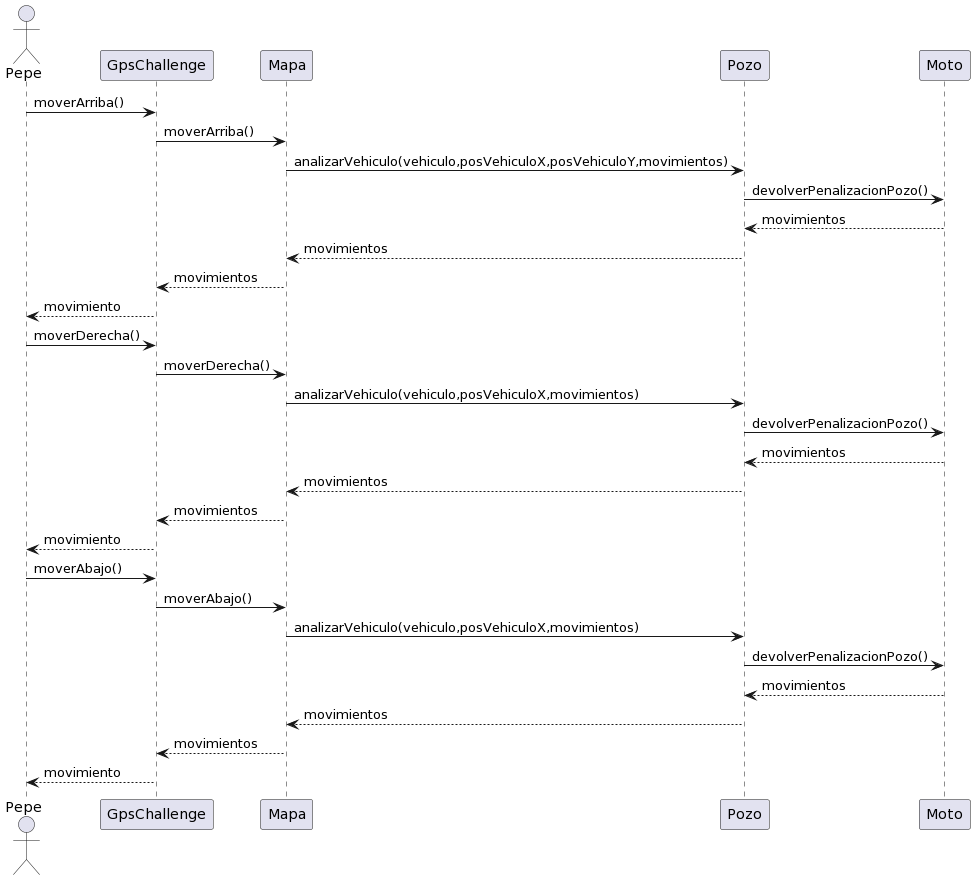 Pepe
GpsChallenge
Mapa
Pozo
Moto
moverArriba()
moverArriba()
analizarVehiculo(vehiculo,posVehiculoX,posVehiculoY,movimientos)
devolverPenalizacionPozo()
movimientos
movimientos
movimientos
movimiento
moverDerecha()
moverDerecha()
analizarVehiculo(vehiculo,posVehiculoX,movimientos)
devolverPenalizacionPozo()
movimientos
movimientos
movimientos
movimiento
moverAbajo()
moverAbajo()
analizarVehiculo(vehiculo,posVehiculoX,movimientos)
devolverPenalizacionPozo()
movimientos
movimientos
movimientos
movimiento
Pepe
GpsChallenge
Mapa
Pozo
Moto